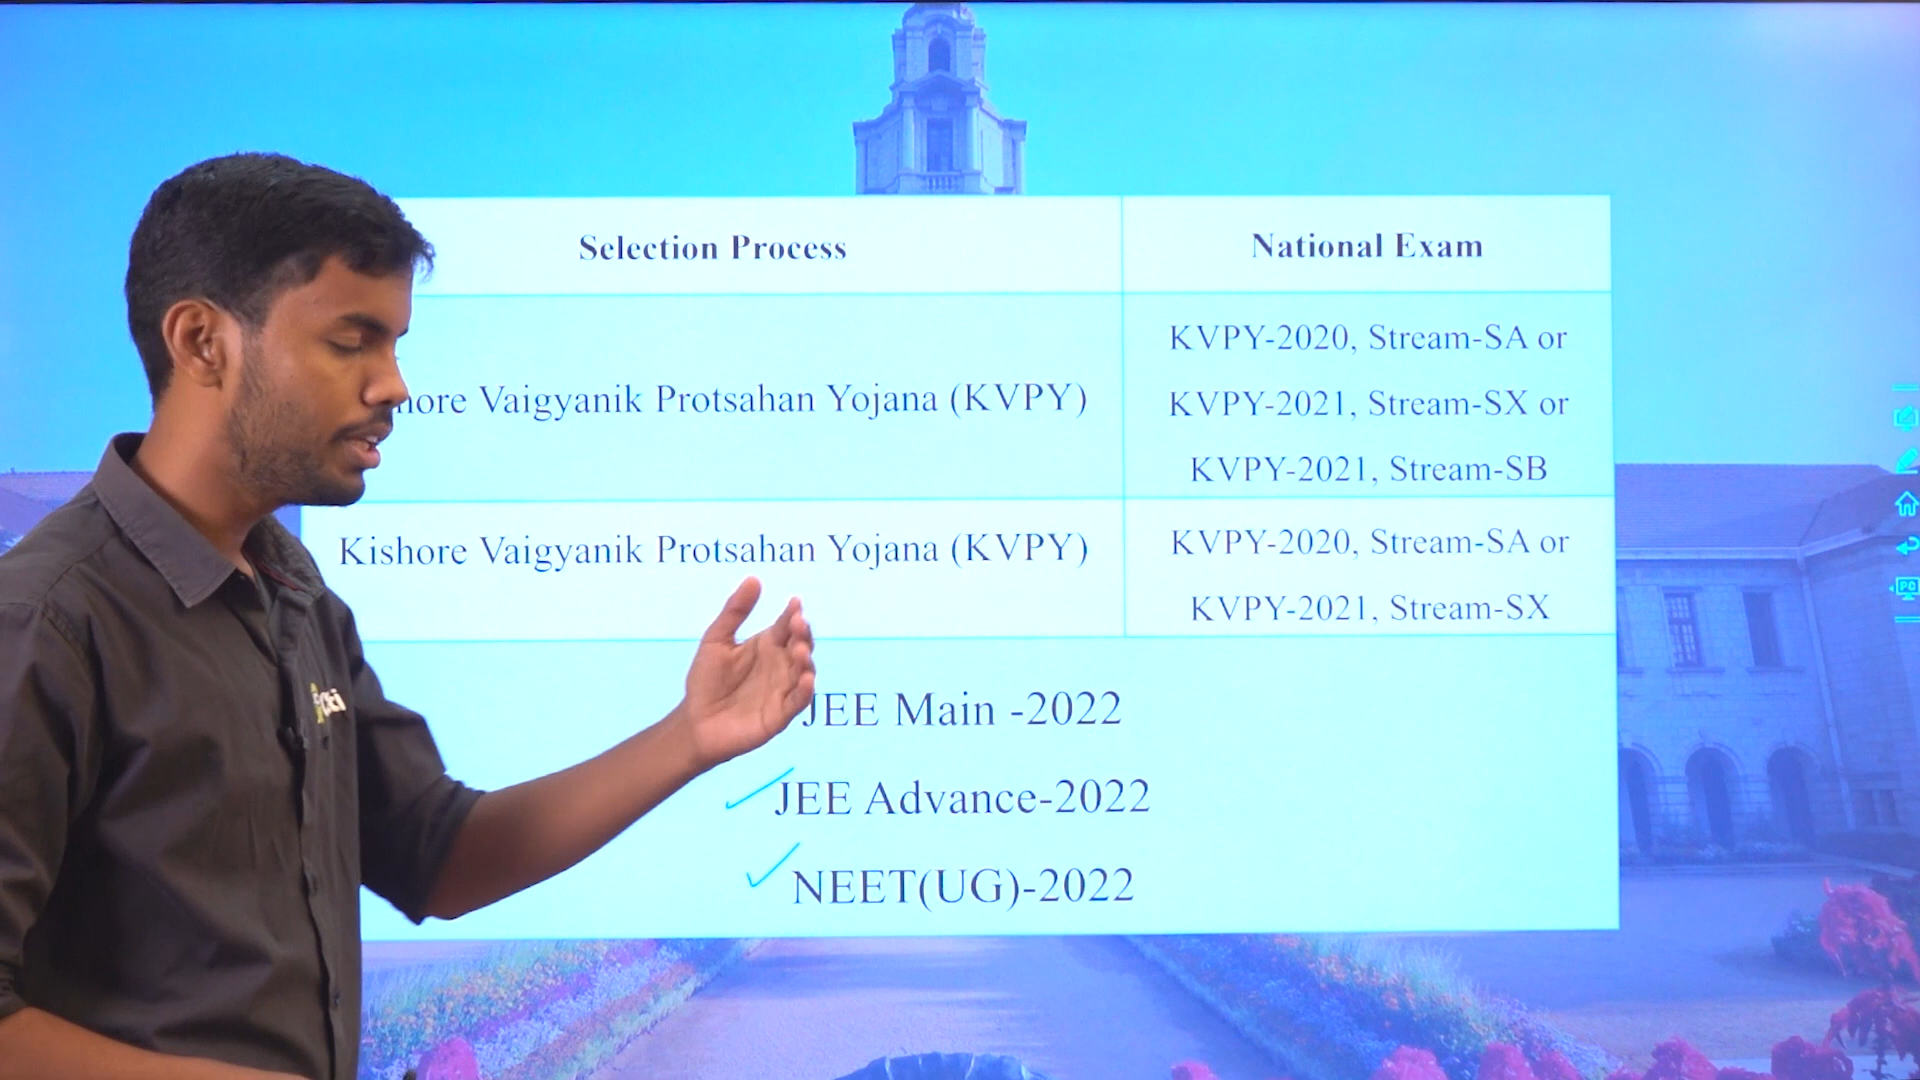 Selection Process
National Exam
Vaigyanik Protsahan Yojana (KVPY)
KVPY-2020, Stream-SA or
KVPY-2021, Stream-SX or
KVPY-2021, Stream-SB
Kishore Vaigyanik Protsahan Yojana (KVPY)
KVPY-2020, Stream-SA or
KVPY-2021, Stream-SX
JEE Main -2022
JEE Advance-2022
NEET(UG)-2022